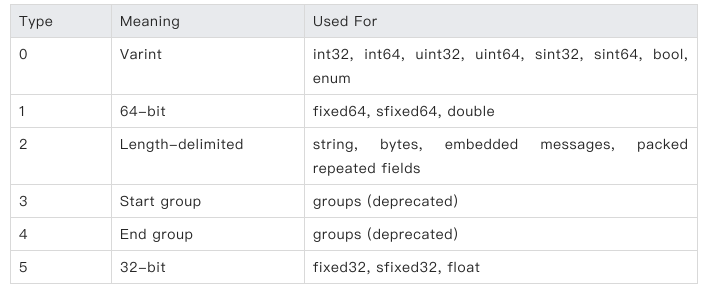 Type Meaning Used For
0 Varint int32, int64, uint32, uint64, sint32, sint64, bool,
enum
1 64-bit fixed64, sfixed64, double
2 Length-delimited string, bytes, embedded messages, packed
repeated fields
3 Start group groups (deprecated)
4 End group groups (deprecated)
5 32-bit fixed32, sfixed32, float